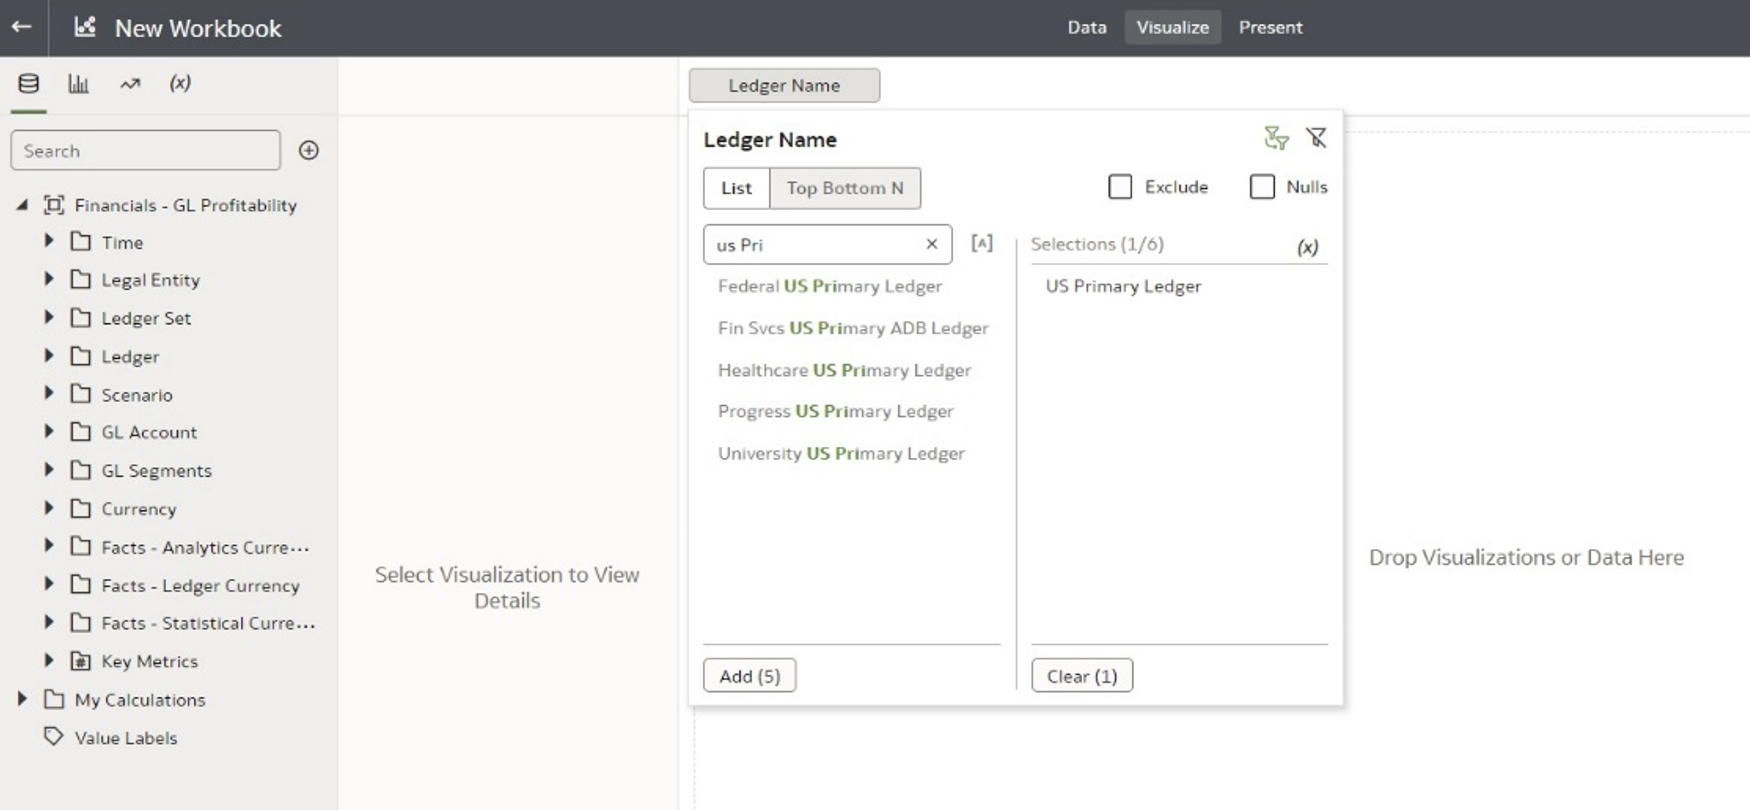 New Workbook
Data Visualize Present
(x)
Search
Financials - GL Profitability
Time
Legal Entity
Ledger Set
Ledger
Scenario
GL Account
GL Segments
Currency
Facts - Analytics Curre...
Facts - Ledger Currency
Facts - Statistical Curre...
Key Metrics
My Calculations
Value Labels
Select Visualization to View
Details
Ledger Name
Ledger Name
List Top Bottom N
Exclude Nulls
us Pri
[A]
Federal US Primary Ledger
Fin Svcs US Primary ADB Ledger
Healthcare US Primary Ledger
Progress US Primary Ledger
University US Primary Ledger
Add (5)
Selections (1/6) (x)
US Primary Ledger
Clear (1)
Drop Visualizations or Data Here